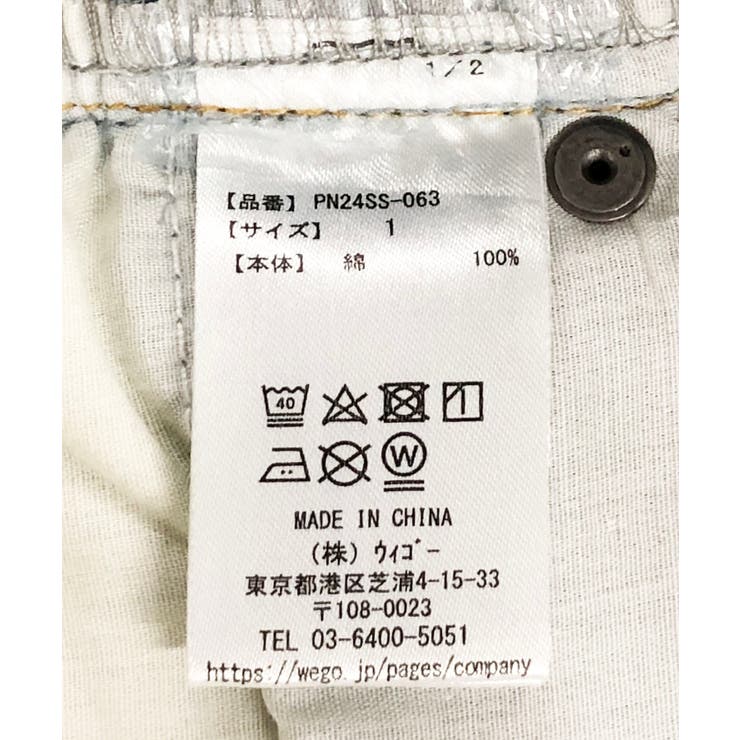 1/2
【品番】 PN24SS-063
【サイズ】 1
【本体】 綿 100%
40
W
MADE IN CHINA
(株) ウィゴー
東京都港区芝浦4-15-33
〒108-0023
TEL 03-6400-5051
https://wego.jp/pages/company